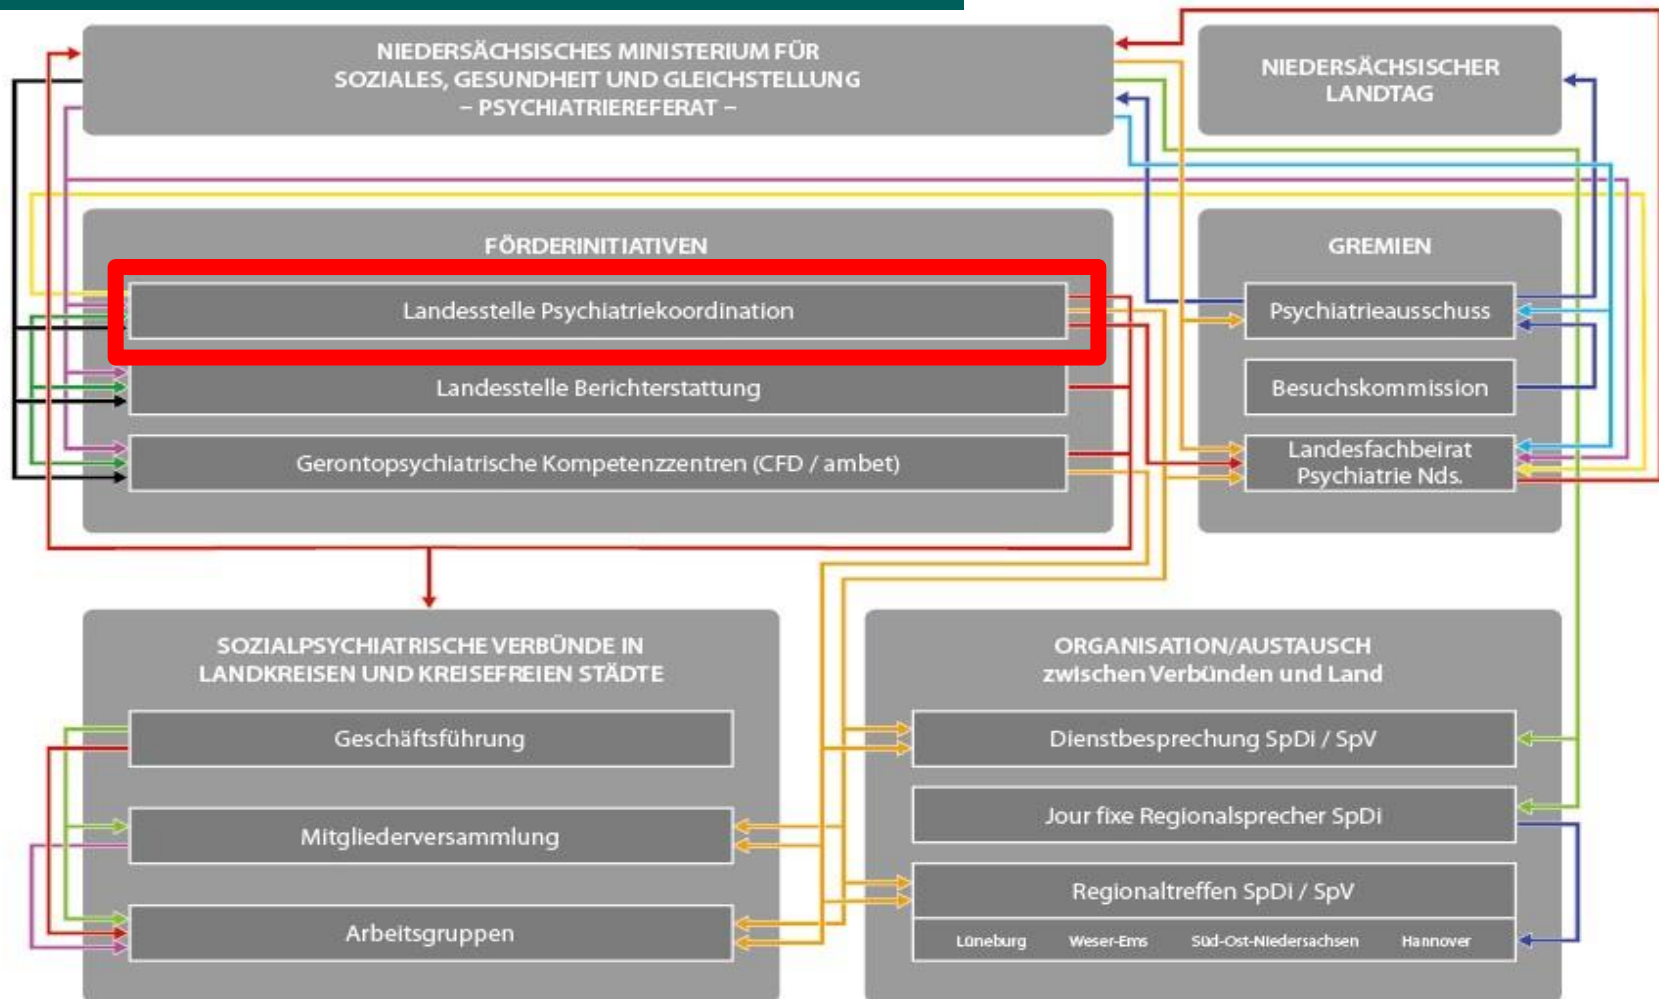 NIEDERSÄCHSISCHES MINISTERIUM FÜR
SOZIALES, GESUNDHEIT UND GLEICHSTELLUNG
– PSYCHIATRIEREFERAT –
NIEDERSÄCHSISCHER
LANDTAG
FÖRDERINITIATIVEN
Landesstelle Psychiatriekoordination
Landesstelle Berichterstattung
Gerontopsychiatrische Kompetenzzentren (CFD / ambet)
GREMIEN
Psychiatrieausschuss
Besuchskommission
Landesfachbeirat
Psychiatrie Nds.
SOZIALPSYCHIATRISCHE VERBÜNDE IN
LANDKREISEN UND KREISEFREIEN STÄDTE
Geschäftsführung
Mitgliederversammlung
Arbeitsgruppen
ORGANISATION/AUSTAUSCH
zwischen Verbünden und Land
Dienstbesprechung SpDi / SpV
Jour fixe Regionalsprecher SpDi
Regionaltreffen SpDi / SpV
Lüneburg Weser-Ems Süd-Ost-Niedersachsen Hannover